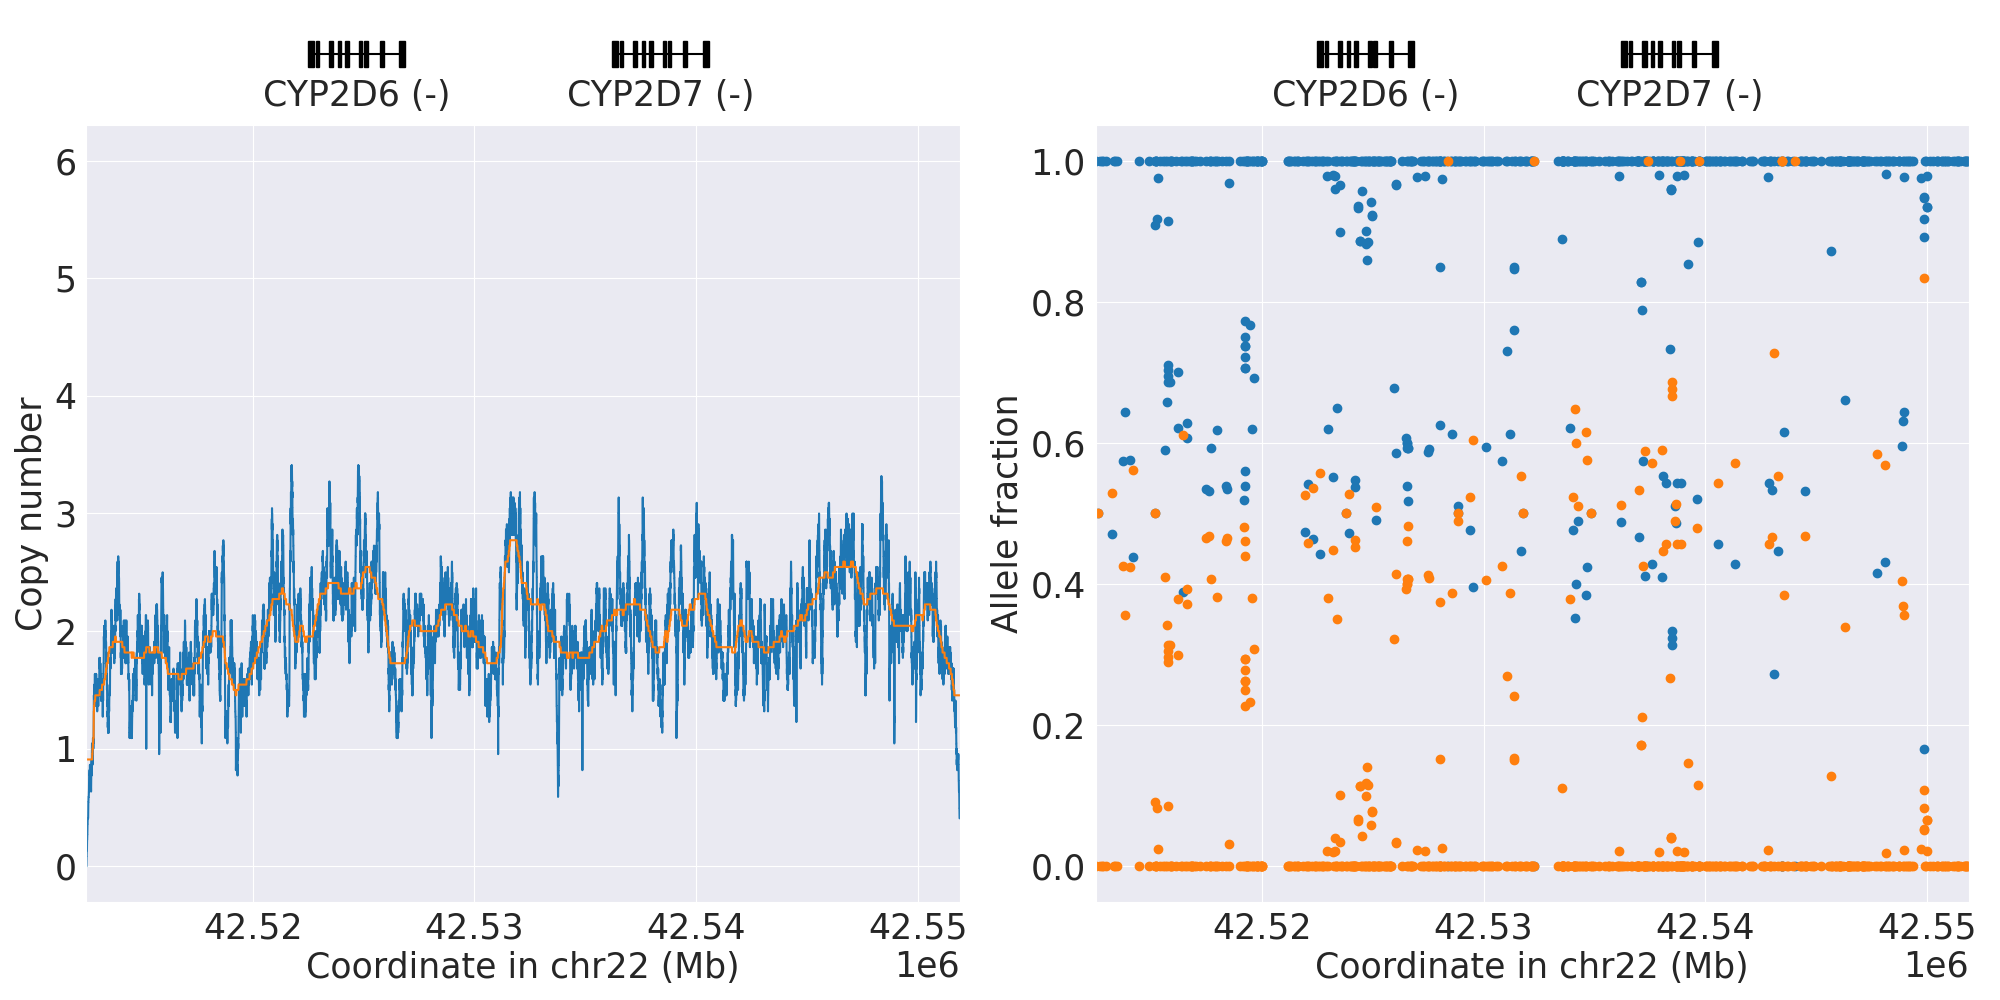 CYP2D6 (-)
CYP2D7 (-)
6
5
4
3
2
1
0
Copy number
42.52
42.53
42.54
42.55
Coordinate in chr22 (Mb)
1e6
CYP2D6 (-)
CYP2D7 (-)
1.0
0.8
0.6
0.4
0.2
0.0
Allele fraction
42.52
42.53
42.54
42.55
Coordinate in chr22 (Mb)
1e6